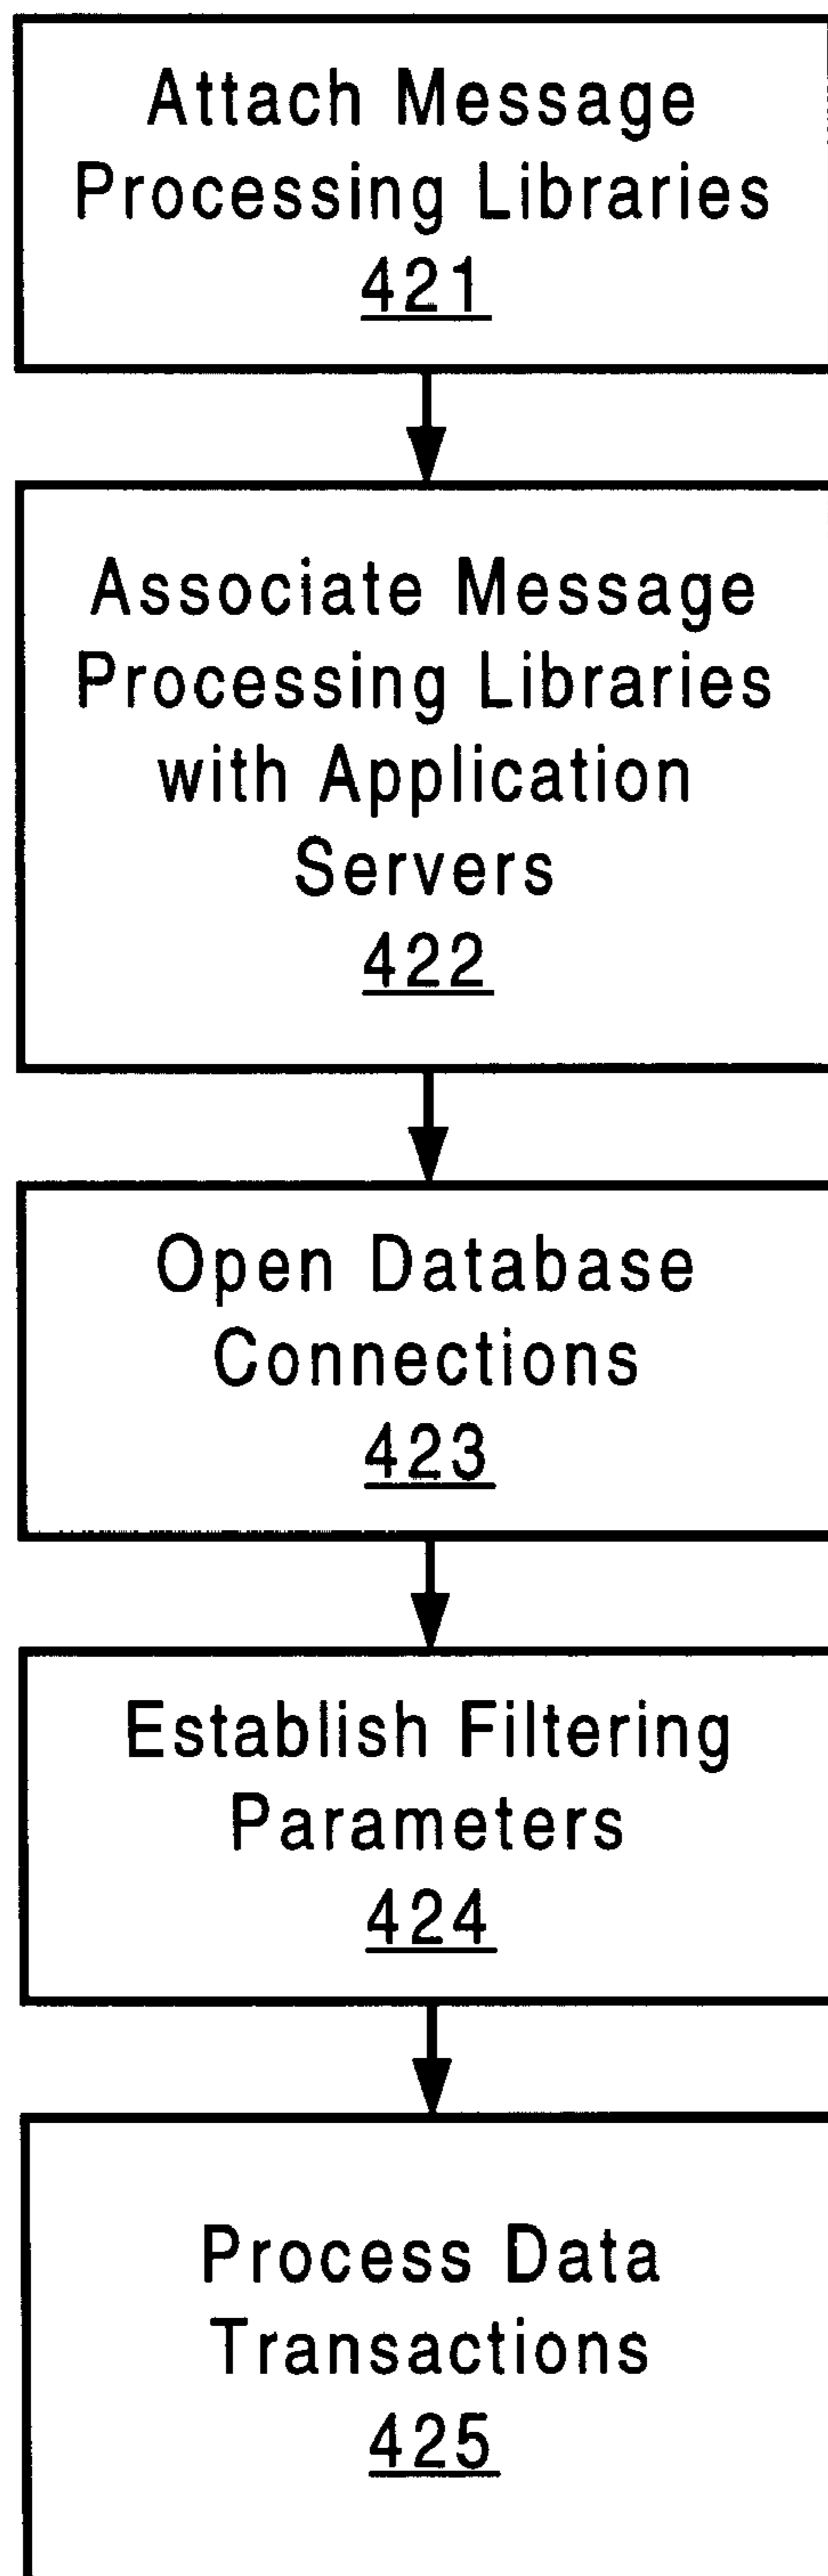 Attach Message
Processing Libraries
421
Associate Message
Processing Libraries
with Application
Servers
422
Open Database
Connections
423
Establish Filtering
Parameters
424
Process Data
Transactions
425